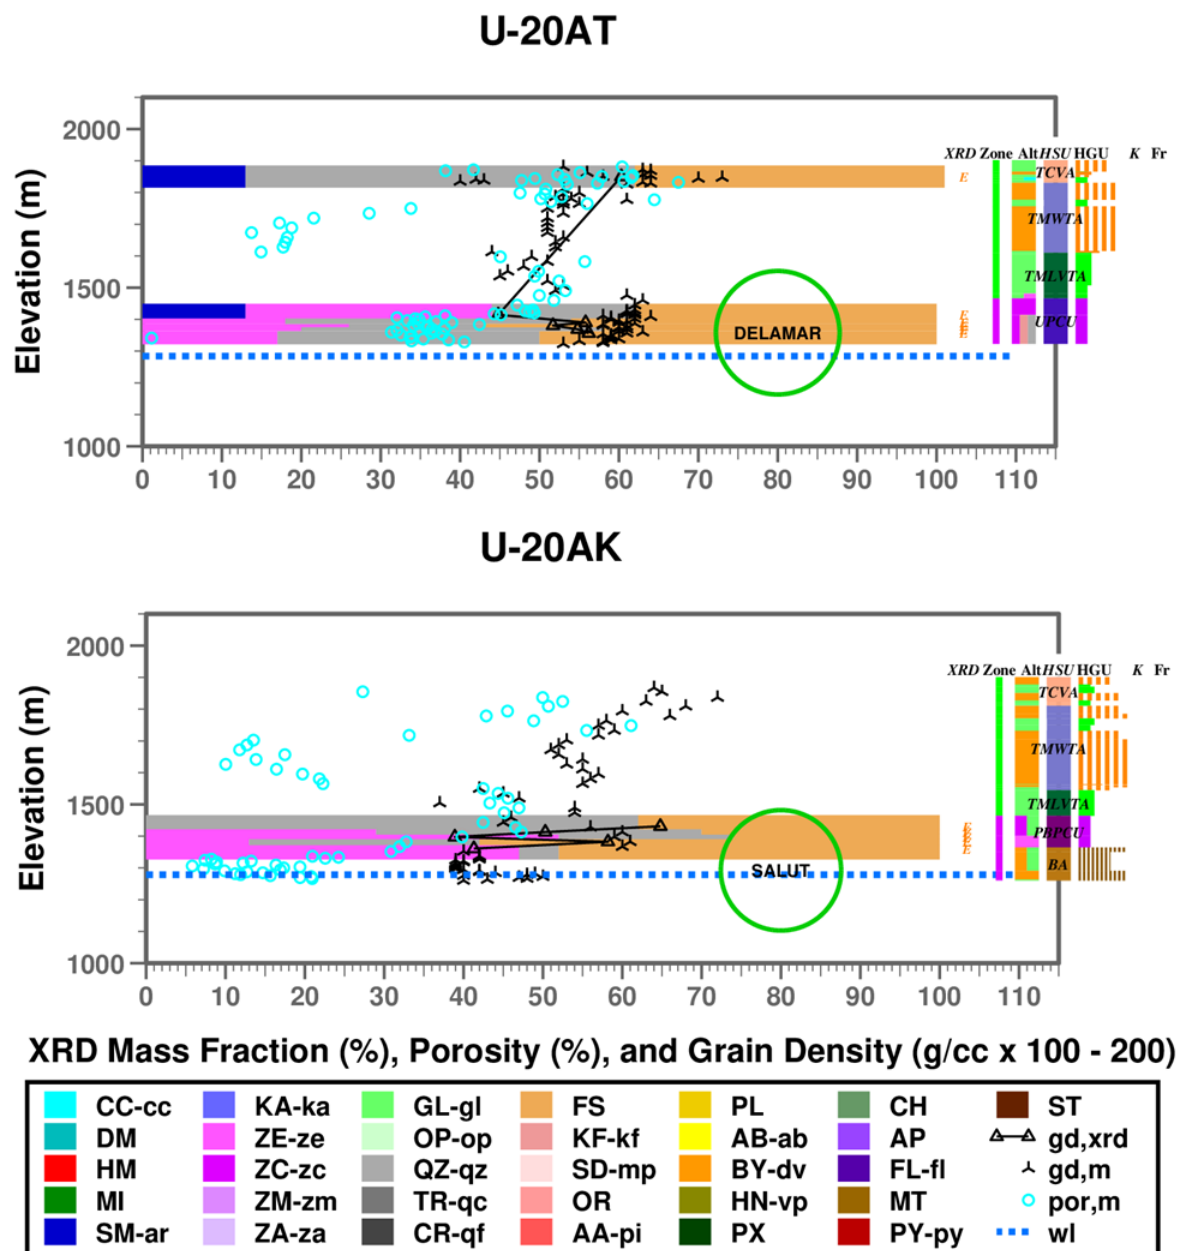 U-20AT
Elevation (m)
2000
1500
1000
0 10 20 30 40 50 60 70 80 90 100 110
DELAMAR
XRD Zone Alt HSU HGU K Fr
E
TCVA
TMWTA
TMLVTA
UPCU
E
E
U-20AK
Elevation (m)
2000
1500
1000
0 10 20 30 40 50 60 70 80 90 100 110
SALUT
XRD Zone Alt HSU HGU K Fr
TCVA
TMWTA
TMLVTA
PBPCU
BA
E
E
XRD Mass Fraction (%), Porosity (%), and Grain Density (g/cc x 100 - 200)
CC-cc KA-ka GL-gl FS PL CH ST
DM ZE-ze OP-op KF-kf AB-ab AP gd,xrd
HM ZC-zc QZ-qz SD-mp BY-dv FL-fl gd,m
MI ZM-zm TR-qc OR HN-vp MT por,m
SM-ar ZA-za CR-qf AA-pi PX PY-py wl